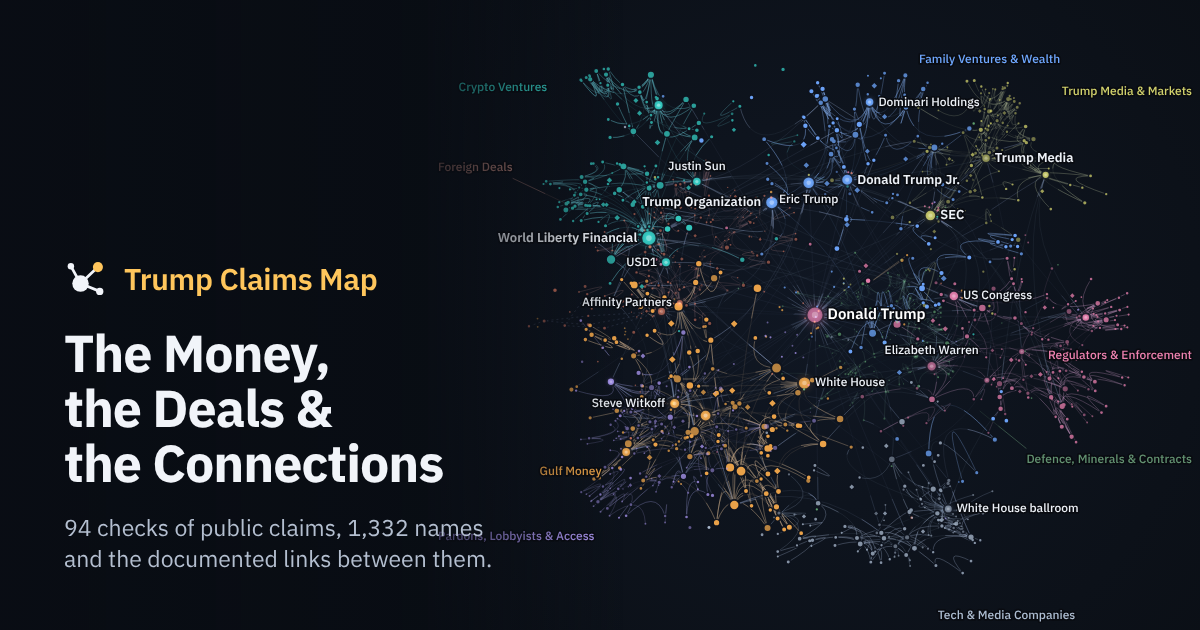 Trump Claims Map
The Money,
the Deals &
the Connections
94 checks of public claims, 1,332 names
and the documented links between them.
Family Ventures & Wealth
Crypto Ventures
Trump Media & Markets
Dominari Holdings
Foreign Deals
Justin Sun
Trump Media
Donald Trump Jr.
Trump Organization
Eric Trump
SEC
World Liberty Financial
USD1
Affinity Partners
US Congress
Donald Trump
Elizabeth Warren
Regulators & Enforcement
White House
Steve Witkoff
Gulf Money
Defence, Minerals & Contracts
White House ballroom
Pardons, Lobbyists & Access
Tech & Media Companies